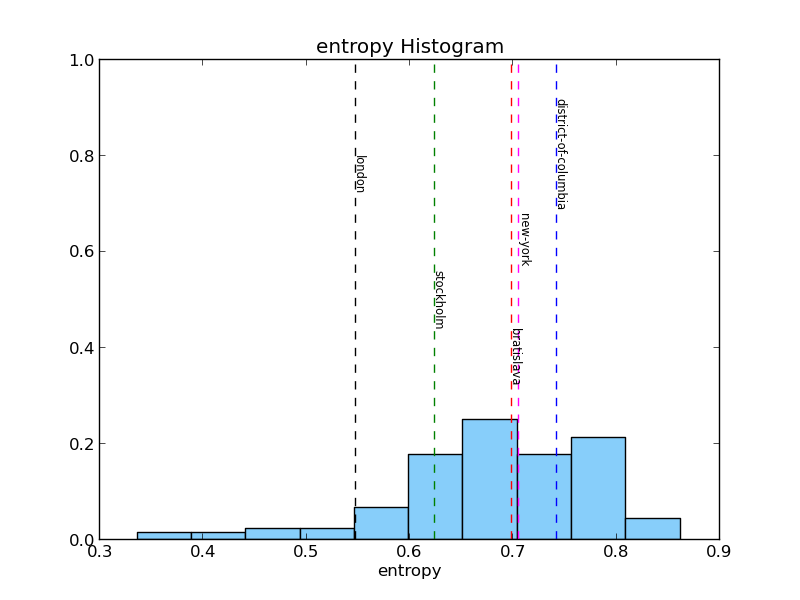 entropy Histogram
1.0
0.8
0.6
0.4
0.2
0.0
london
stockholm
bratislava
new-york
district-of-columbia
0.3 0.4 0.5 0.6 0.7 0.8 0.9
entropy